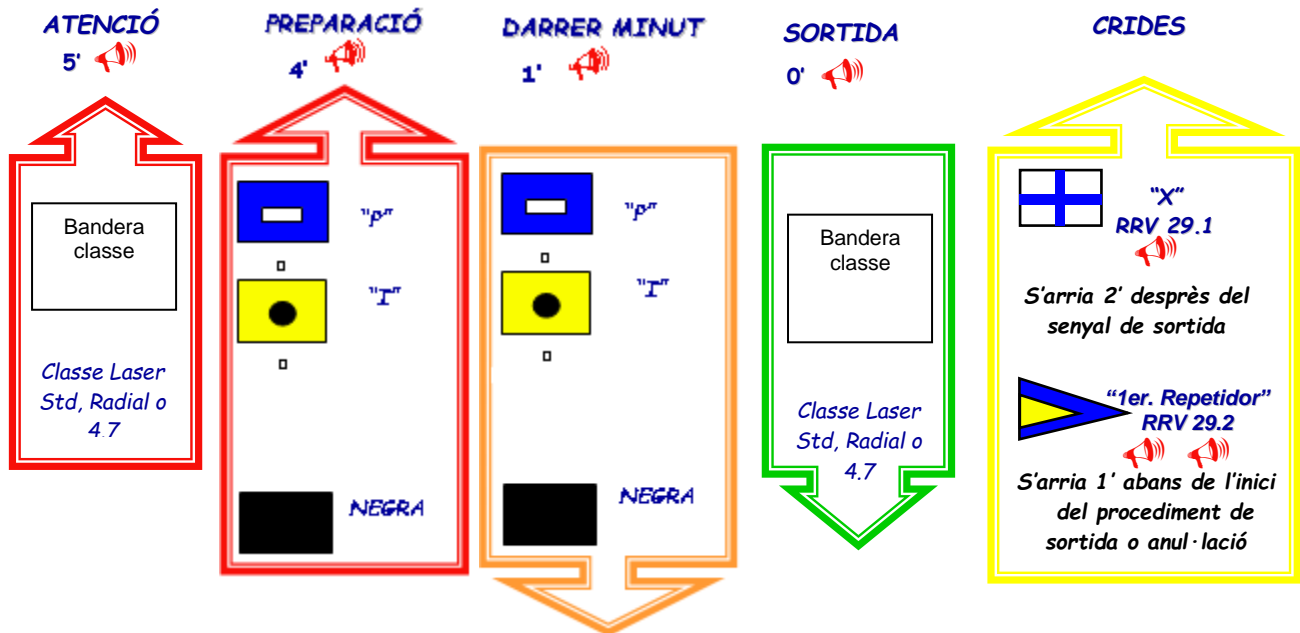 ATENCIÓ
5'
Bandera
classe
Classe Laser
Std, Radial o
4.7
PREPARACIÓ
4'
"P"
"I"
NEGRA
DARRER MINUT
1'
"P"
"I"
NEGRA
SORTIDA
0'
Bandera
classe
Classe Laser
Std, Radial o
4.7
CRIDES
“X”
RRV 29.1
S'arria 2' desprès del
senyal de sortida
“1er. Repetidor”
RRV 29.2
S'arria 1' abans de l'inici
del procediment de
sortida o anul·lació